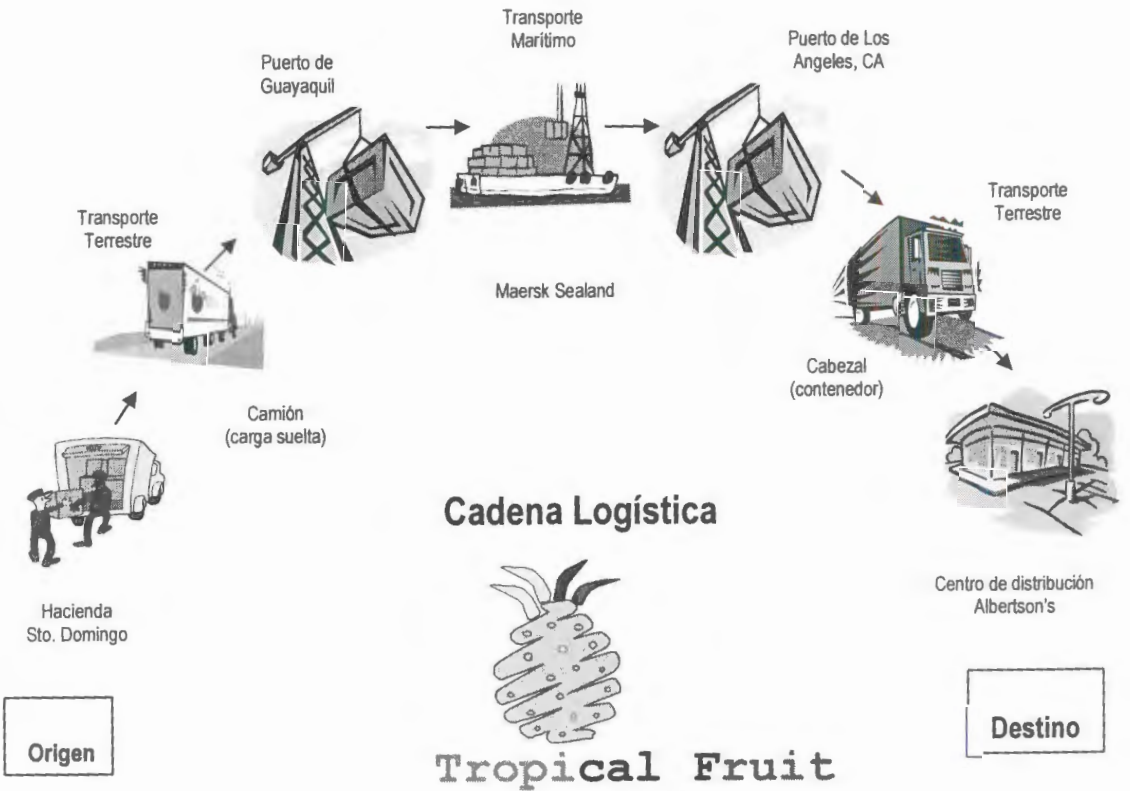 Transporte
Marítimo
Puerto de
Guayaquil
Puerto de Los
Angeles, CA
Transporte
Terrestre
Transporte
Terrestre
Maersk Sealand
Cabezal
(contenedor)
Camión
(carga suelta)
Cadena Logística
Hacienda
Sto. Domingo
Centro de distribución
Albertson's
Origen
Destino
Tropical Fruit